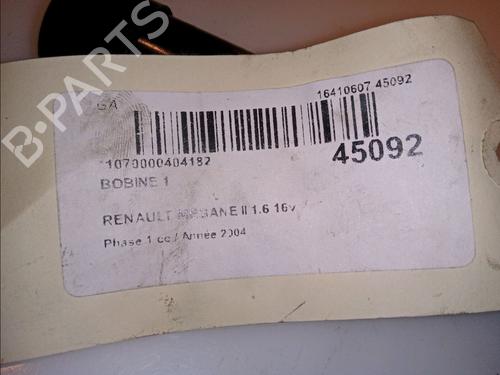 B-PARTS
GA
16410607 45092
1070000404182
45092
BOBINE 1
RENAULT MEGANE II 1.6 16v
Phase 1 cc / Année 2004